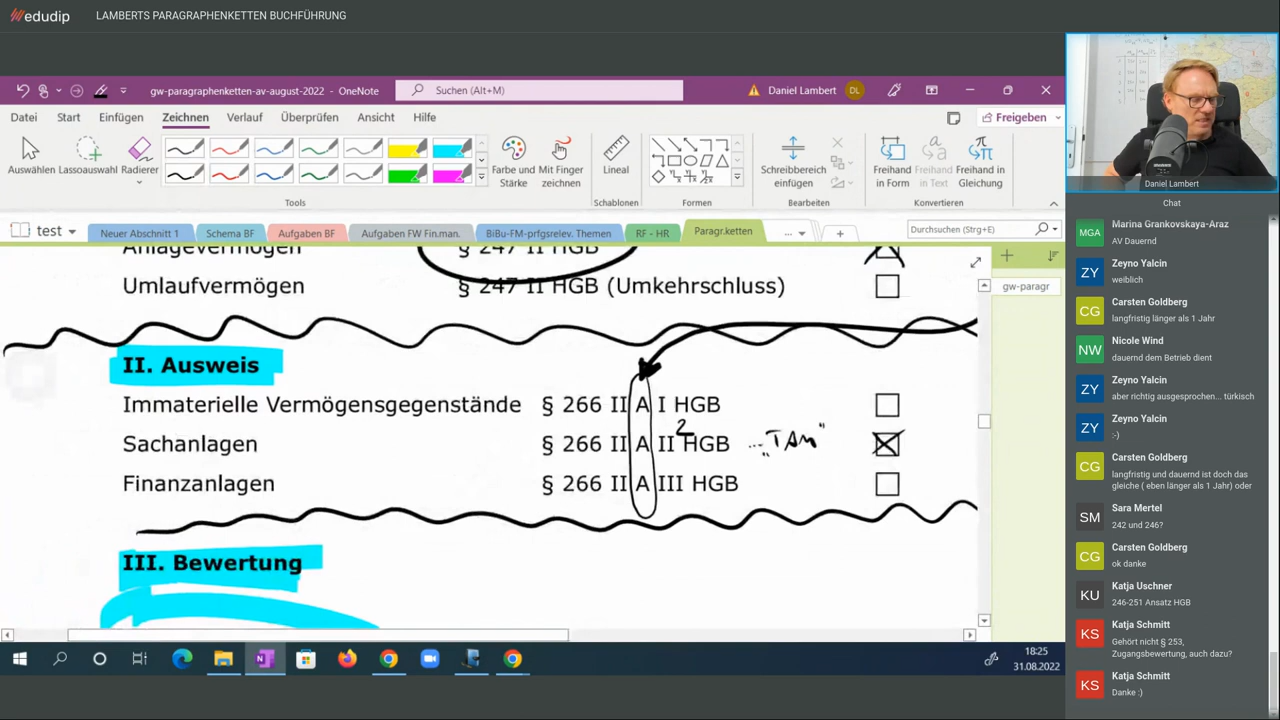 edudip
LAMBERTS PARAGRAPHENKETTEN BUCHFÜHRUNG
gw-paragraphenketten-av-august-2022 - OneNote
Suchen (Alt+M)
Daniel Lambert
DL
Datei Start Einfügen Zeichnen Verlauf Überprüfen Ansicht Hilfe
Freigeben
Auswählen Lassoauswahl Radierer
Farbe und Stärke
Mit Finger zeichnen
Lineal
Schreibbereich einfügen
Freihand in Form
Freihand in Text
Freihand in Gleichung
Tools
Schablonen
Formen
Bearbeiten
Konvertieren
test
Neuer Abschnitt 1
Schema BF
Aufgaben BF
Aufgaben FW Fin.man.
BiBu-FM-prfgsrelev. Themen
RF - HR
Paragr.ketten
...
Durchsuchen (Strg+E)
gw-paragr
Anlagevermögen § 247 II HGB
Umlaufvermögen § 247 II HGB (Umkehrschluss)
II. Ausweis
Immaterielle Vermögensgegenstände § 266 II A I HGB
2
Sachanlagen § 266 II A II HGB ... „TAM"
Finanzanlagen § 266 II A III HGB
III. Bewertung
18:25
31.08.2022
Daniel Lambert
Chat
MGA
Marina Grankovskaya-Araz
AV Dauernd
ZY
Zeyno Yalcin
weiblich
CG
Carsten Goldberg
langfristig länger als 1 Jahr
NW
Nicole Wind
dauernd dem Betrieb dient
ZY
Zeyno Yalcin
aber richtig ausgesprochen... türkisch
ZY
Zeyno Yalcin
:-)
CG
Carsten Goldberg
langfristig und dauernd ist doch das
gleiche ( eben länger als 1 Jahr) oder
SM
Sara Mertel
242 und 246?
CG
Carsten Goldberg
ok danke
KU
Katja Uschner
246-251 Ansatz HGB
KS
Katja Schmitt
Gehört nicht § 253,
Zugangsbewertung, auch dazu?
KS
Katja Schmitt
Danke :)